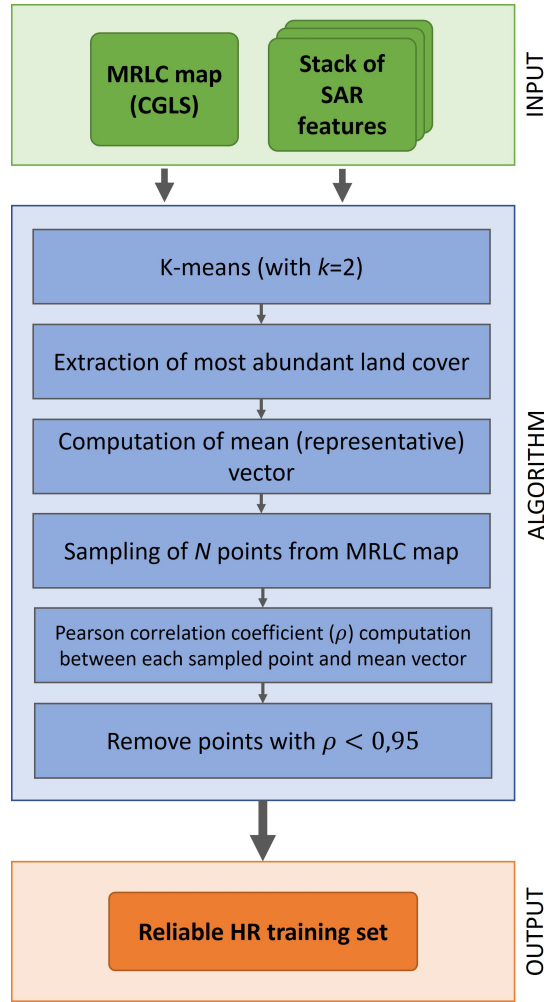 MRLC map
(CGLS)
Stack of
SAR
features
INPUT
K-means (with k=2)
Extraction of most abundant land cover
Computation of mean (representative)
vector
Sampling of N points from MRLC map
Pearson correlation coefficient (ρ) computation
between each sampled point and mean vector
Remove points with ρ < 0,95
ALGORITHM
Reliable HR training set
OUTPUT